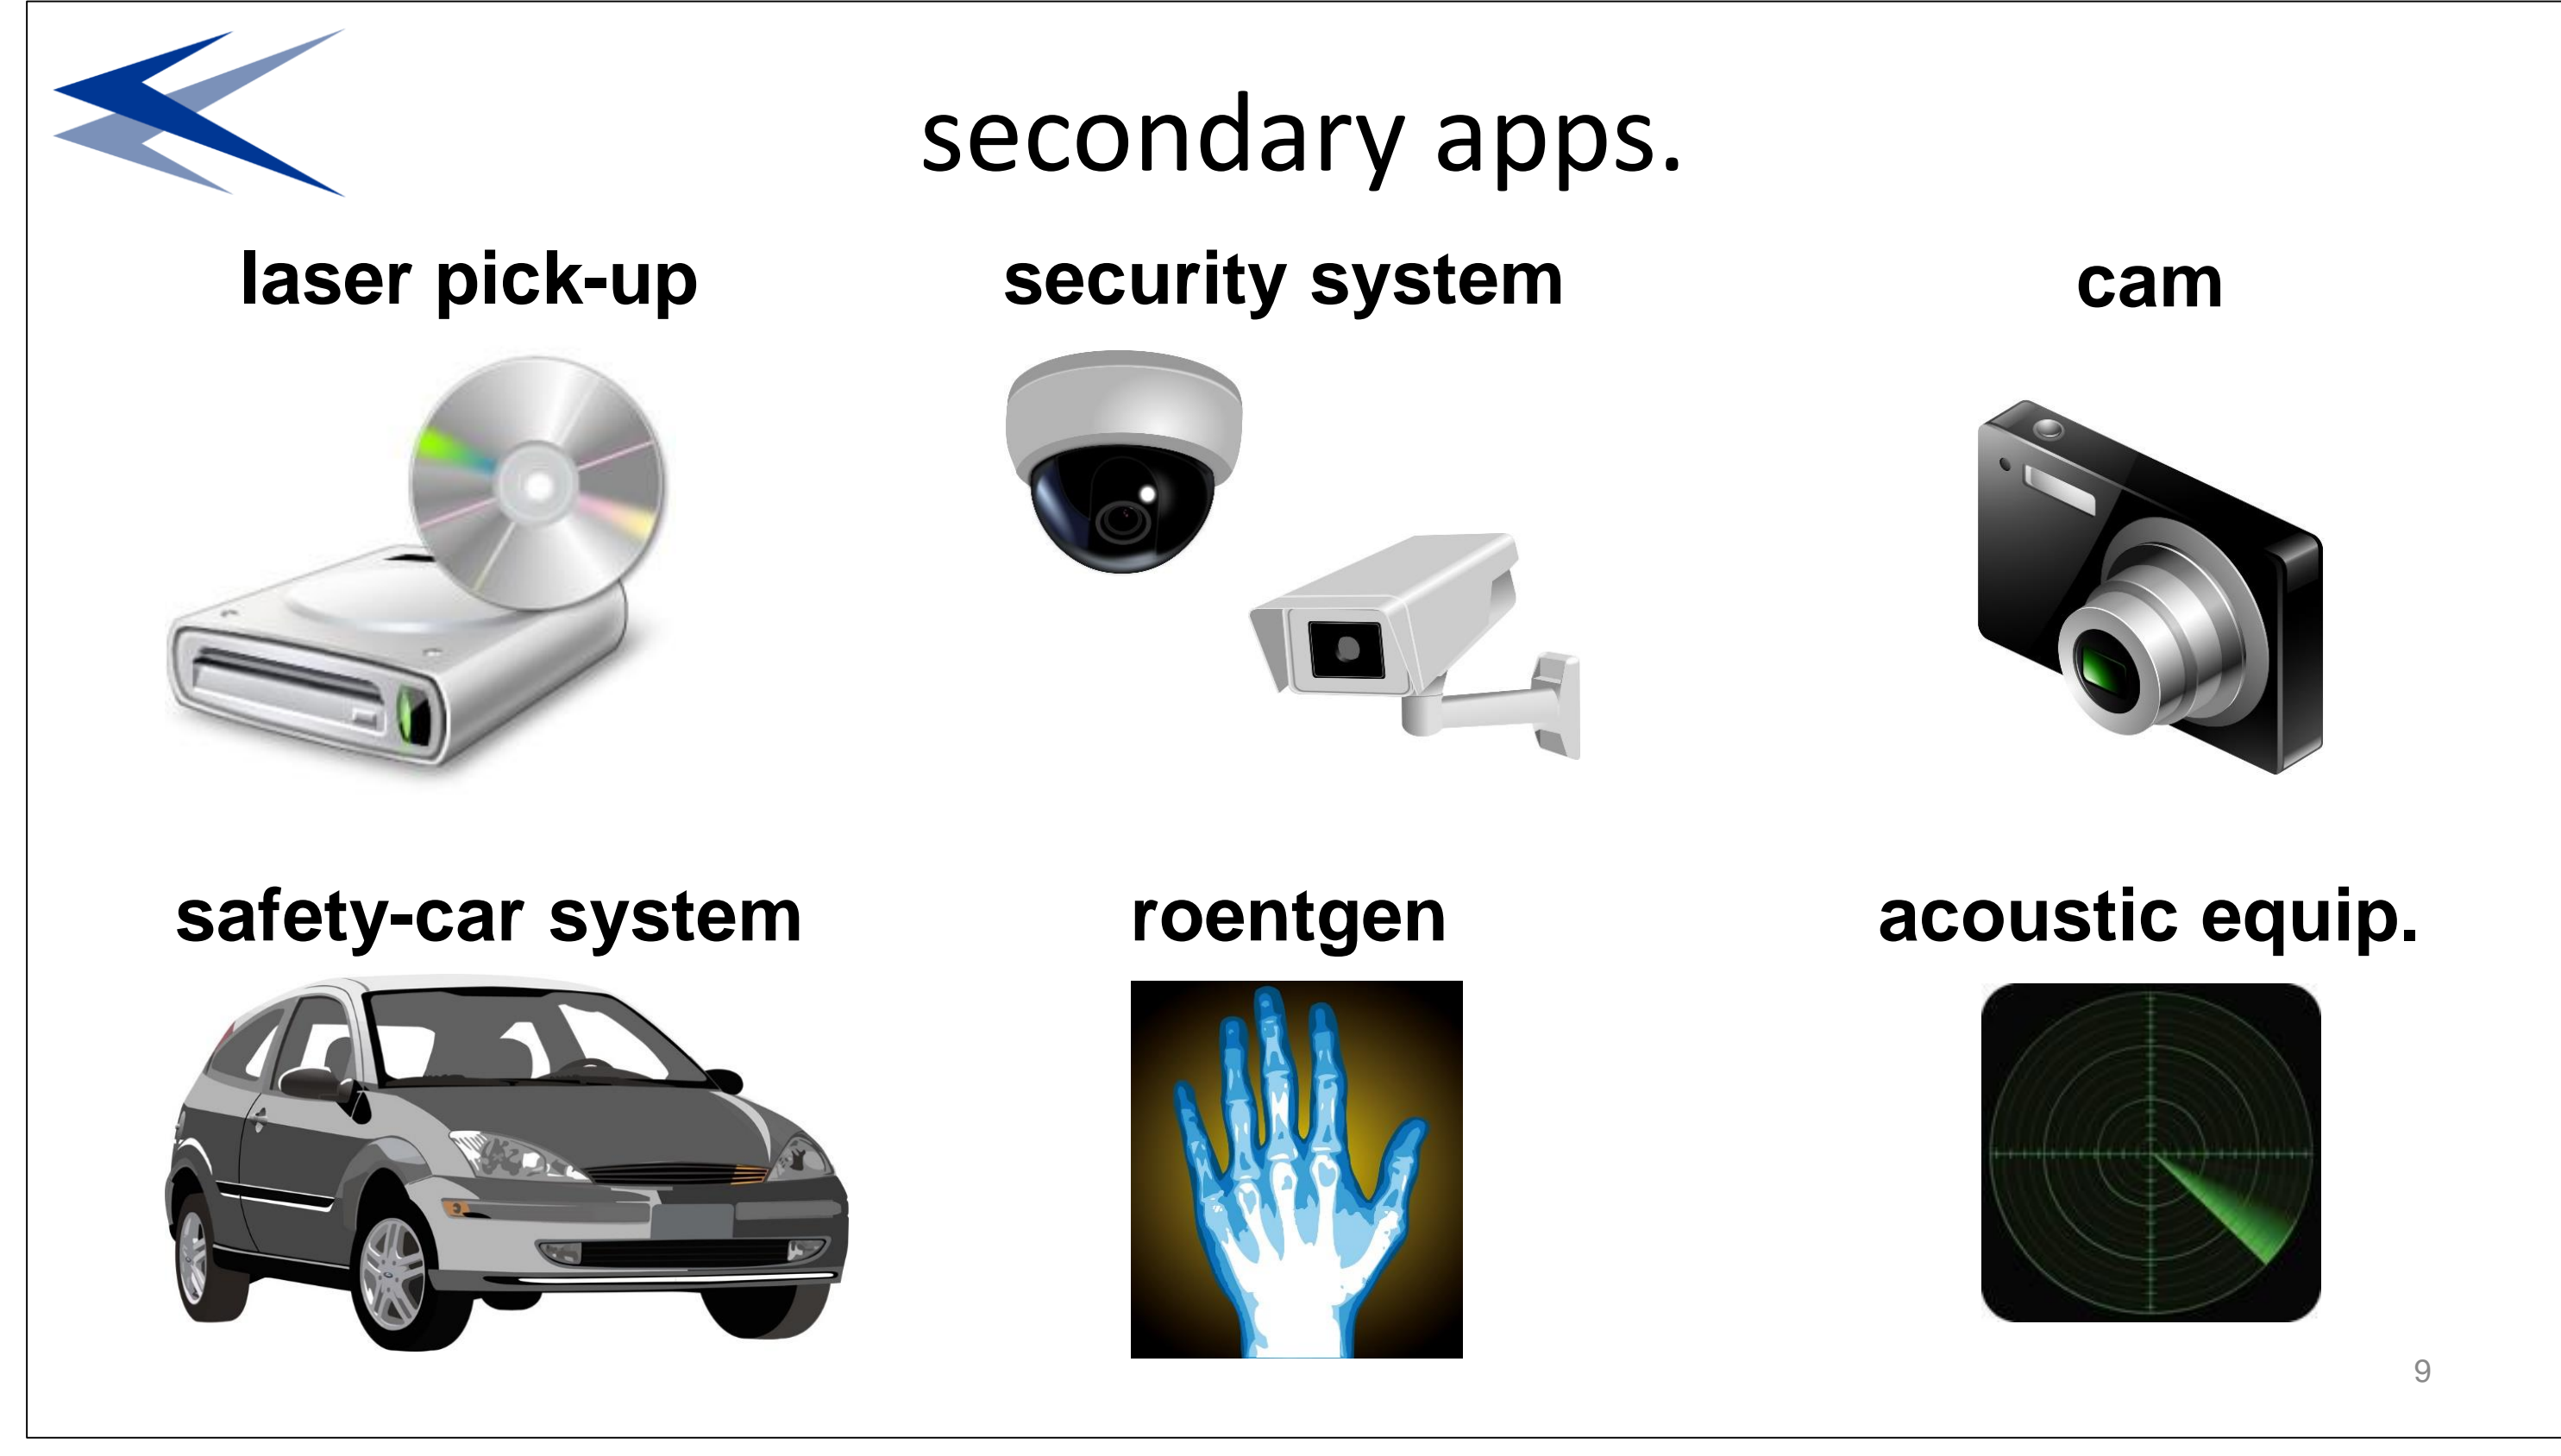 secondary apps.
laser pick-up
security system
cam
safety-car system
roentgen
acoustic equip.
9